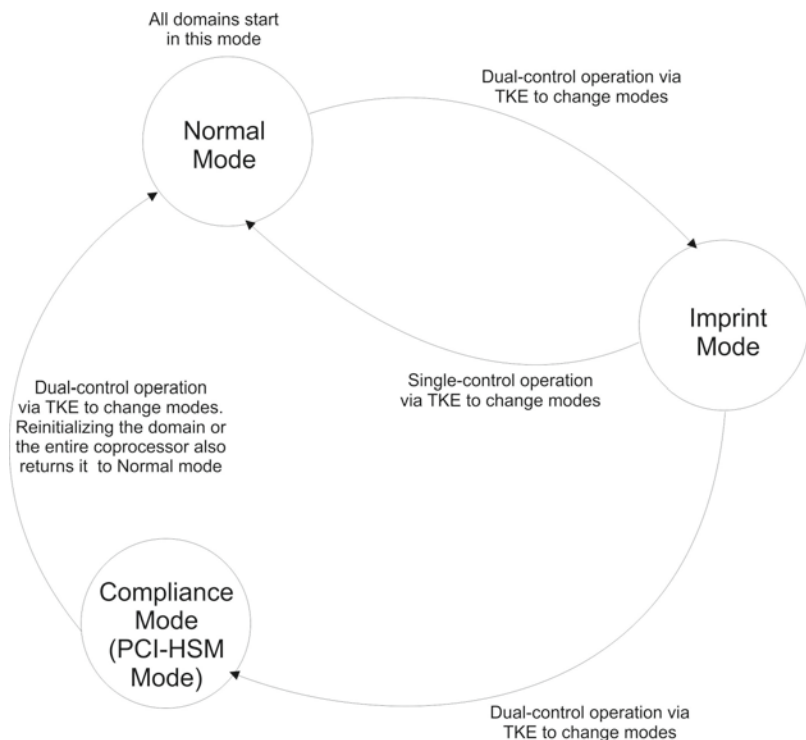 All domains start
in this mode
Normal
Mode
Dual-control operation via
TKE to change modes
Imprint
Mode
Single-control operation
via TKE to change modes
Dual-control operation
via TKE to change modes.
Reinitializing the domain or
the entire coprocessor also
returns it to Normal mode
Compliance
Mode
(PCI-HSM
Mode)
Dual-control operation via
TKE to change modes